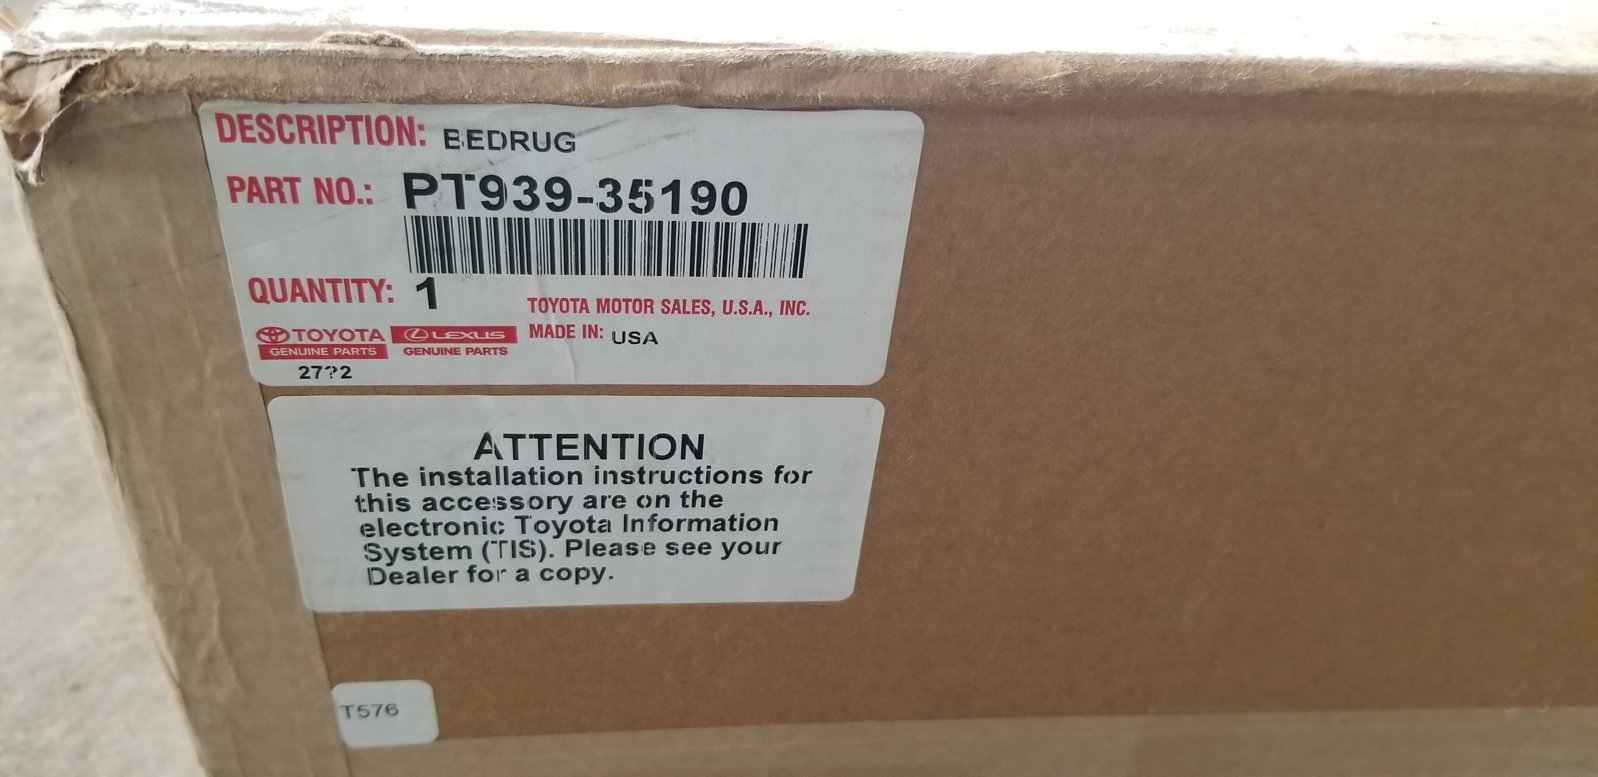 DESCRIPTION: BEDRUG
PART NO.: PT939-35190
QUANTITY: 1
TOYOTA MOTOR SALES, U.S.A., INC.
MADE IN: USA
TOYOTA
GENUINE PARTS
LEXUS
GENUINE PARTS
27?2
ATTENTION
The installation instructions for
this accessory are on the
electronic Toyota Information
System (TIS). Please see your
Dealer for a copy.
T576